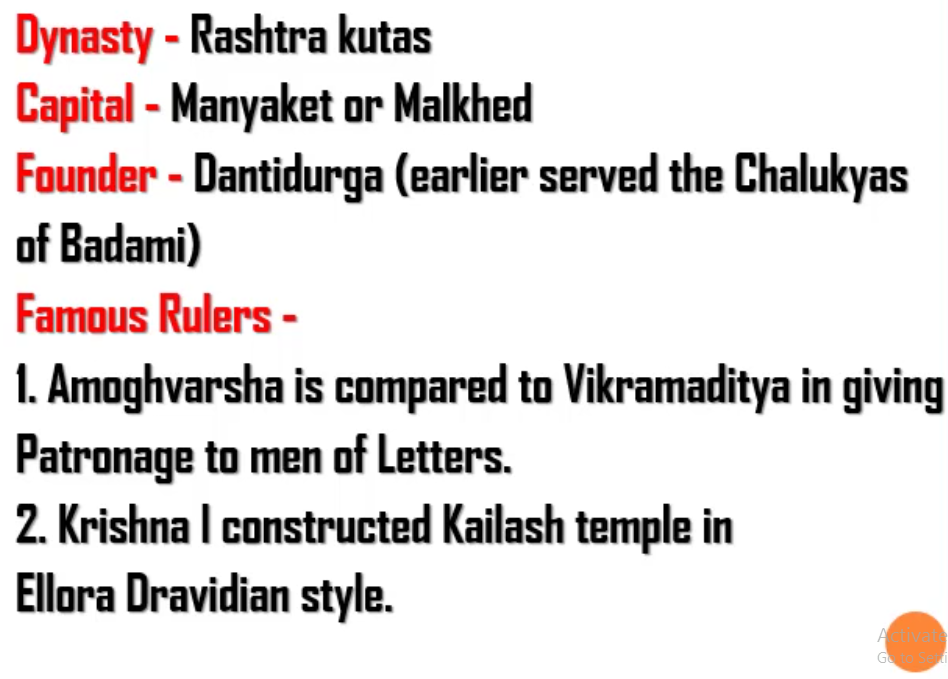 Dynasty - Rashtra kutas
Capital - Manyaket or Malkhed
Founder - Dantidurga (earlier served the Chalukyas
of Badami)
Famous Rulers -
1. Amoghvarsha is compared to Vikramaditya in giving
Patronage to men of Letters.
2. Krishna I constructed Kailash temple in
Ellora Dravidian style.
Activate
Go to Setti